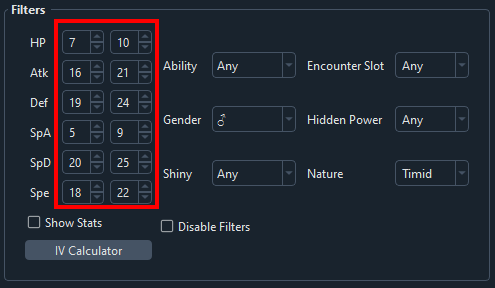 Filters
HP 7 10
Atk 16 21 Ability Any Encounter Slot Any
Def 19 24
SpA 5 9 Gender ♂ Hidden Power Any
SpD 20 25 Shiny Any Nature Timid
Spe 18 22
Show Stats Disable Filters
IV Calculator